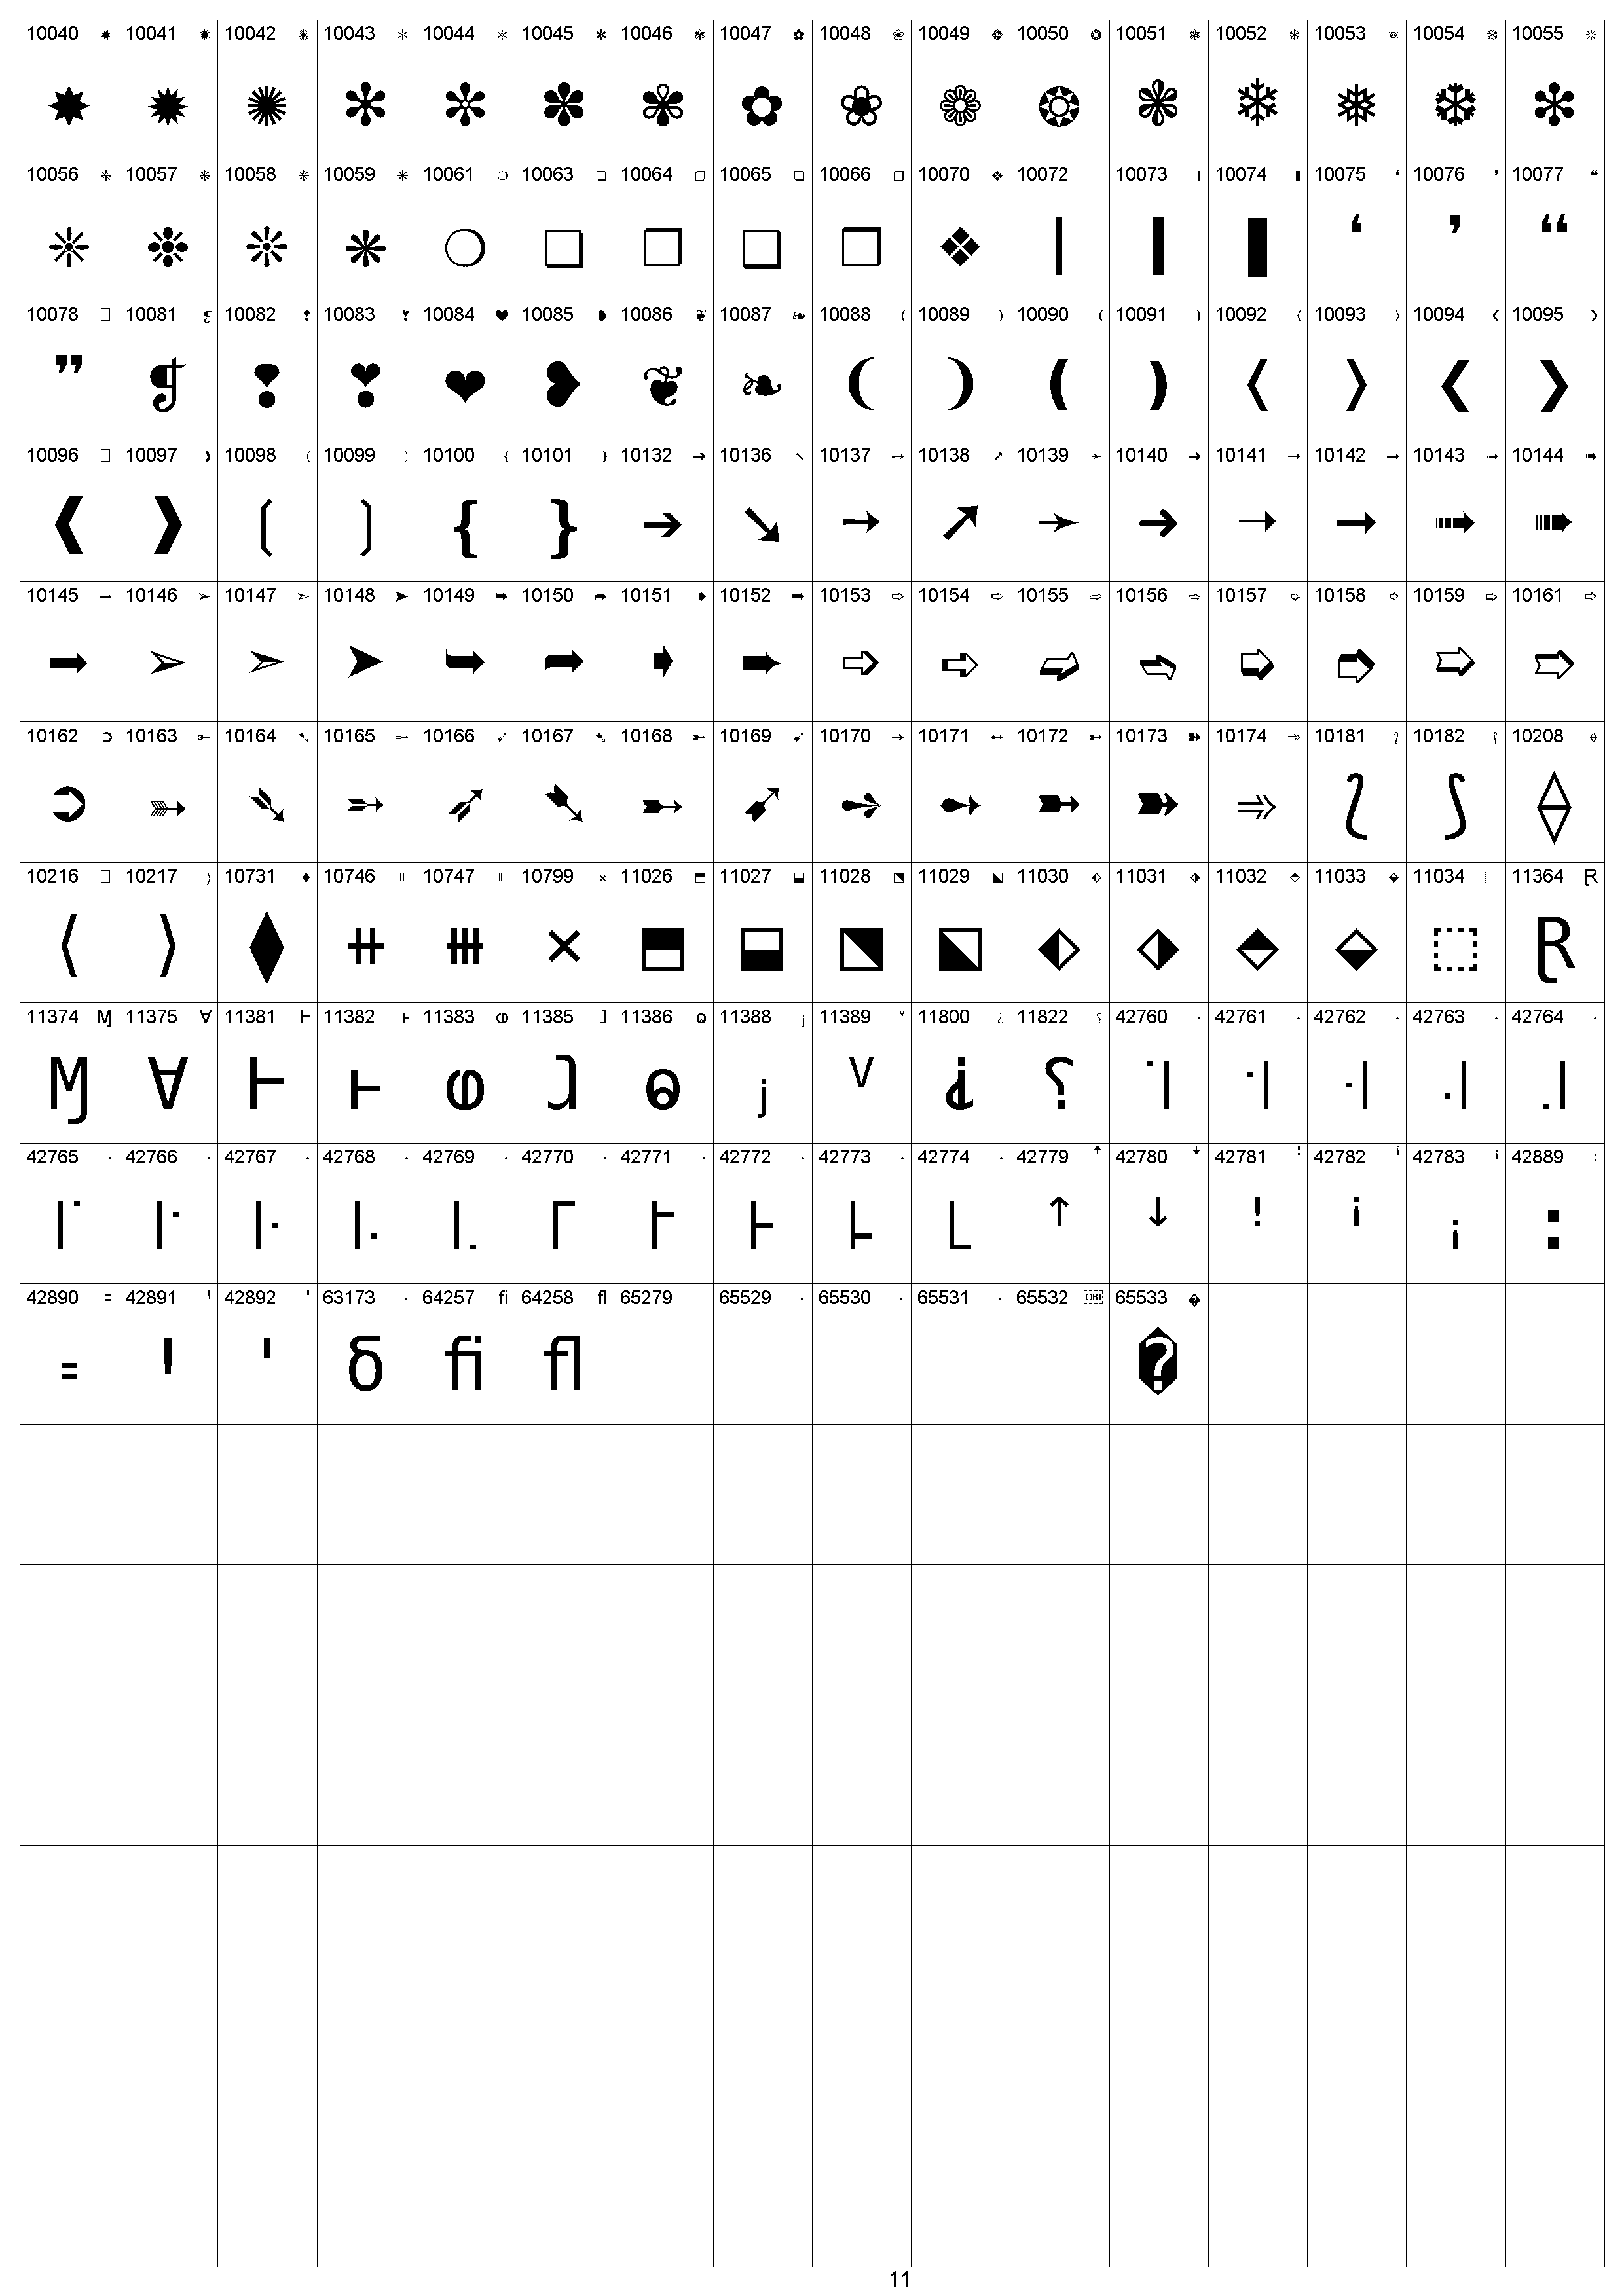 10040 ✸ 10041 ✹ 10042 ✺ 10043 ✻ 10044 ✼ 10045 ✽ 10046 ✾ 10047 ✿ 10048 ❀ 10049 ❁ 10050 ❂ 10051 ❃ 10052 ❄ 10053 ❅ 10054 ❆ 10055 ❇
✸ ✹ ✺ ✻ ✼ ✽ ✾ ✿ ❀ ❁ ❂ ❃ ❄ ❅ ❆ ❇
10056 ❈ 10057 ❉ 10058 ❊ 10059 ❋ 10061 ❍ 10063 ❏ 10064 ❐ 10065 ❑ 10066 ❒ 10070 ❖ 10072 ❘ 10073 ❙ 10074 ❚ 10075 ❛ 10076 ❜ 10077 ❝
❈ ❉ ❊ ❋ ❍ ❏ ❐ ❑ ❒ ❖ ❘ ❙ ❚ ❛ ❜ ❝
10078 □ 10081 ❡ 10082 ❢ 10083 ❣ 10084 ❤ 10085 ❥ 10086 ❦ 10087 ❧ 10088 ❨ 10089 ❩ 10090 ❪ 10091 ❫ 10092 ❬ 10093 ❭ 10094 ❮ 10095 ❯
❞ ❡ ❢ ❣ ❤ ❥ ❦ ❧ ❨ ❩ ❪ ❫ ❬ ❭ ❮ ❯
10096 □ 10097 ❱ 10098 ❲ 10099 ❳ 10100 ❴ 10101 ❵ 10132 ➔ 10136 ➘ 10137 ➙ 10138 ➚ 10139 ➛ 10140 ➜ 10141 ➝ 10142 ➞ 10143 ➟ 10144 ➠
❰ ❱ ❲ ❳ ❴ ❵ ➔ ➘ ➙ ➚ ➛ ➜ ➝ ➞ ➟ ➠
10145 ➡ 10146 ➢ 10147 ➣ 10148 ➤ 10149 ➥ 10150 ➦ 10151 ➧ 10152 ➨ 10153 ➩ 10154 ➪ 10155 ➫ 10156 ➬ 10157 ➭ 10158 ➮ 10159 ➯ 10161 ➱
➡ ➢ ➣ ➤ ➥ ➦ ➧ ➨ ➩ ➪ ➫ ➬ ➭ ➮ ➯ ➱
10162 ➲ 10163 ➳ 10164 ➴ 10165 ➵ 10166 ➶ 10167 ➷ 10168 ➸ 10169 ➹ 10170 ➺ 10171 ➻ 10172 ➼ 10173 ➽ 10174 ➾ 10181 ⟅ 10182 ⟆ 10208 ⟠
➲ ➳ ➴ ➵ ➶ ➷ ➸ ➹ ➺ ➻ ➼ ➽ ➾ ⟅ ⟆ ⟠
10216 □ 10217 ⟩ 10731 ⧫ 10746 ⧺ 10747 ⧻ 10799 ⨯ 11026 ⬒ 11027 ⬓ 11028 ⬔ 11029 ⬕ 11030 ⬖ 11031 ⬗ 11032 ⬘ 11033 ⬙ 11034 ⬚ 11364 Ɽ
⟨ ⟩ ⧫ ⧺ ⧻ ⨯ ⬒ ⬓ ⬔ ⬕ ⬖ ⬗ ⬘ ⬙ ⬚ Ɽ
11374 Ɱ 11375 Ɐ 11381 Ⱶ 11382 ⱶ 11383 ⱷ 11385 ⱹ 11386 ⱺ 11388 ⱼ 11389 ⱽ 11800 ⸘ 11822 ⸮ 42760 · 42761 · 42762 · 42763 · 42764 ·
Ɱ Ɐ Ⱶ ⱶ ⱷ ⱹ ⱺ ⱼ ⱽ ⸘ ⸮ ꜈ ꜉ ꜊ ꜋ ꜌
42765 · 42766 · 42767 · 42768 · 42769 · 42770 · 42771 · 42772 · 42773 · 42774 · 42779 ꜛ 42780 ꜜ 42781 ꜝ 42782 ꜞ 42783 ꜟ 42889 ꞉
꜍ ꜎ ꜏ ꜐ ꜑ ꜒ ꜓ ꜔ ꜕ ꜖ ꜛ ꜜ ꜝ ꜞ ꜟ ꞉
42890 ꞊ 42891 Ꞌ 42892 ꞌ 63173 · 64257 ﬁ 64258 ﬂ 65279 65529 · 65530 · 65531 · 65532 OBJ 65533 �
꞊ Ꞌ ꞌ δ ﬁ ﬂ �
11